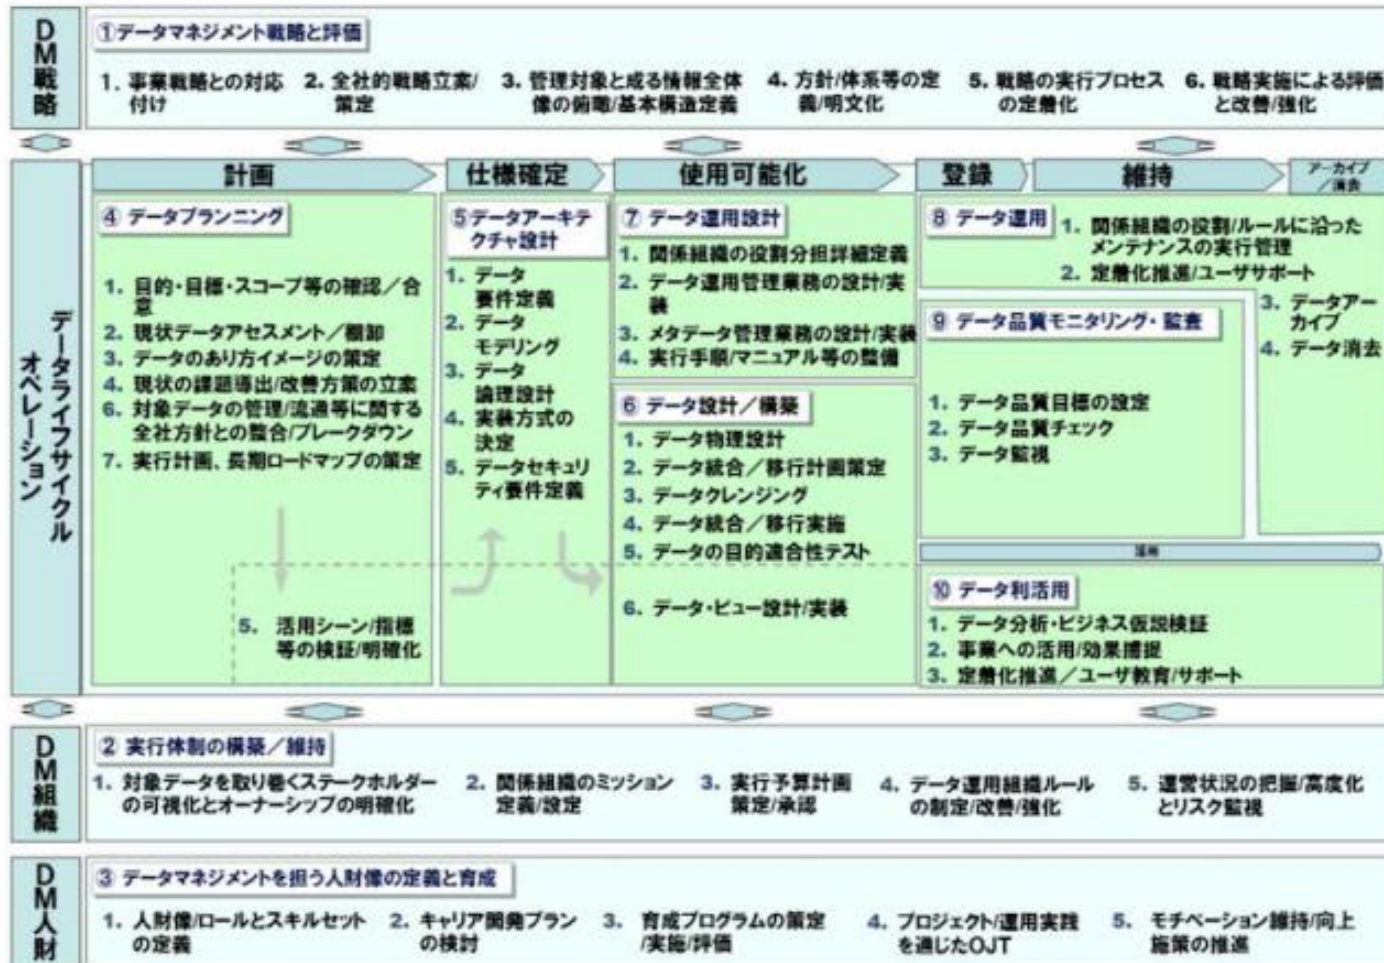 DM戦略
①データマネジメント戦略と評価
1. 事業戦略との対応
付け
2. 全社的戦略立案/
策定
3. 管理対象と成る情報全体
像の俯瞰/基本構造定義
4. 方針/体系等の定
義/明文化
5. 戦略の実行プロセス
の定着化
6. 戦略実施による評価
と改善/強化
データライフサイクル
オペレーション
計画
仕様確定
使用可能化
登録
維持
アーカイブ
/消去
④ データプランニング
1. 目的・目標・スコープ等の確認/合
意
2. 現状データアセスメント/棚卸
3. データのあり方イメージの策定
4. 現状の課題導出/改善方策の立案
6. 対象データの管理/流通等に関する
全社方針との整合/ブレークダウン
7. 実行計画、長期ロードマップの策定
5. 活用シーン/指標
等の検証/明確化
⑤データアーキテ
クチャ設計
1. データ
要件定義
2. データ
モデリング
3. データ
論理設計
4. 実装方式の
決定
5. データセキュリ
ティ要件定義
⑦ データ運用設計
1. 関係組織の役割分担詳細定義
2. データ運用管理業務の設計/実
装
3. メタデータ管理業務の設計/実装
4. 実行手順/マニュアル等の整備
⑥ データ設計/構築
1. データ物理設計
2. データ統合/移行計画策定
3. データクレンジング
4. データ統合/移行実施
5. データの目的適合性テスト
6. データ・ビュー設計/実装
⑧ データ運用
1. 関係組織の役割/ルールに沿った
メンテナンスの実行管理
2. 定着化推進/ユーザサポート
3. データアー
カイブ
4. データ消去
⑨ データ品質モニタリング・監査
1. データ品質目標の設定
2. データ品質チェック
3. データ監視
⑩ データ利活用
1. データ分析・ビジネス仮説検証
2. 事業への活用/効果捕捉
3. 定着化推進/ユーザ教育/サポート
DM組織
② 実行体制の構築/維持
1. 対象データを取り巻くステークホルダー
の可視化とオーナーシップの明確化
2. 関係組織のミッション
定義/設定
3. 実行予算計画
策定/承認
4. データ運用組織ルール
の制定/改善/強化
5. 運営状況の把握/高度化
とリスク監視
DM人財
③ データマネジメントを担う人財像の定義と育成
1. 人財像/ロールとスキルセット
の定義
2. キャリア開発プラン
の検討
3. 育成プログラムの策定
/実施/評価
4. プロジェクト/運用実践
を通じたOJT
5. モチベーション維持/向上
施策の推進